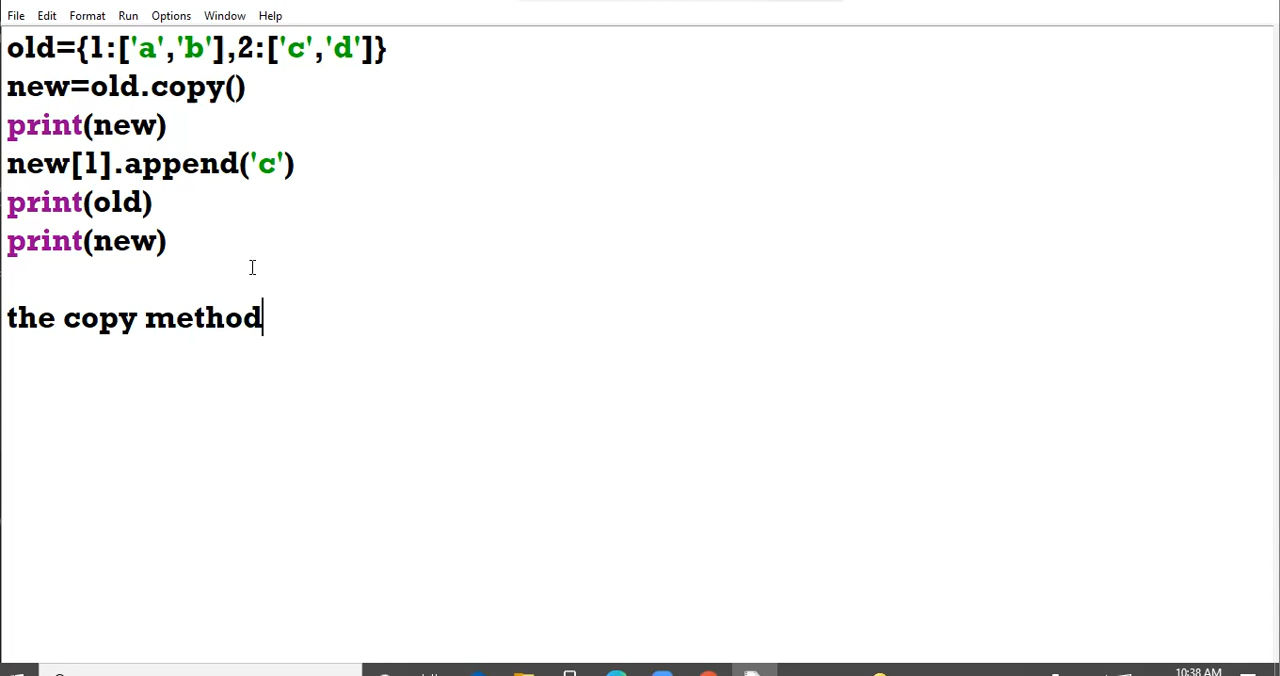 File Edit Format Run Options Window Help
old={1:['a','b'],2:['c','d']}
new=old.copy()
print(new)
new[1].append('c')
print(old)
print(new)
the copy method
10:38 AM